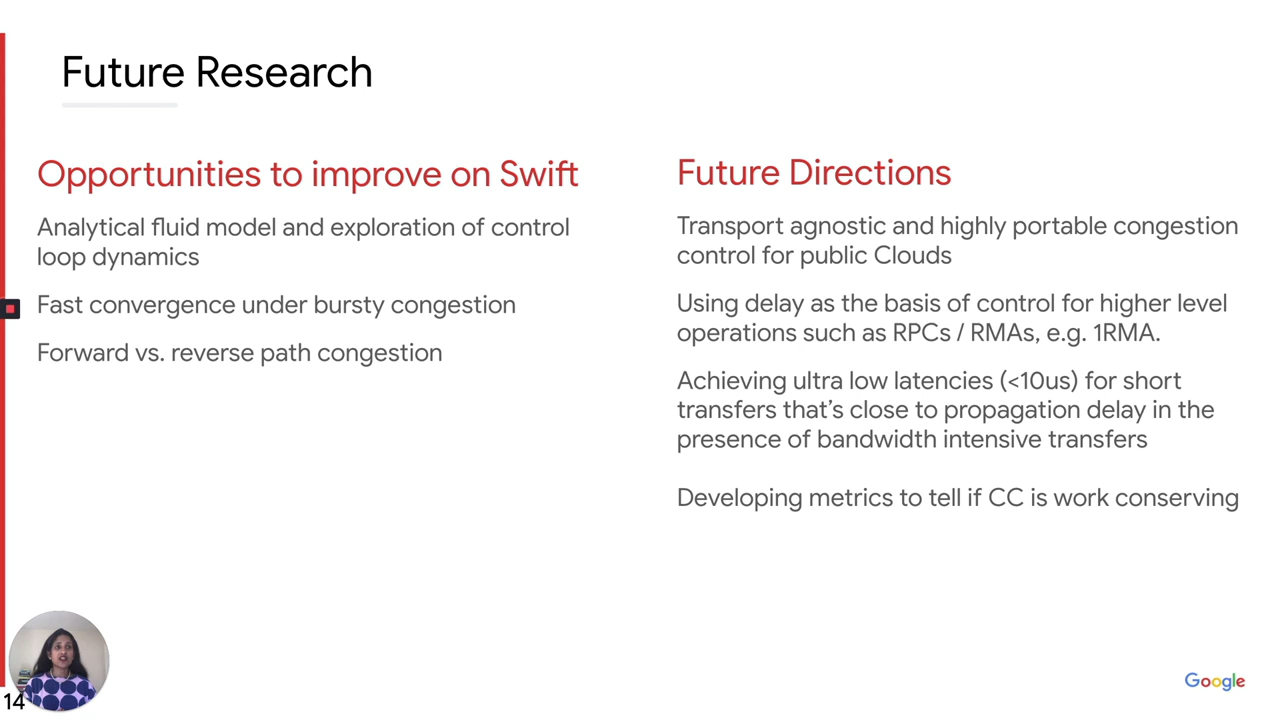 Future Research
Opportunities to improve on Swift
Analytical fluid model and exploration of control
loop dynamics
Fast convergence under bursty congestion
Forward vs. reverse path congestion
Future Directions
Transport agnostic and highly portable congestion
control for public Clouds
Using delay as the basis of control for higher level
operations such as RPCs / RMAs, e.g. 1RMA.
Achieving ultra low latencies (<10us) for short
transfers that’s close to propagation delay in the
presence of bandwidth intensive transfers
Developing metrics to tell if CC is work conserving
14
Google